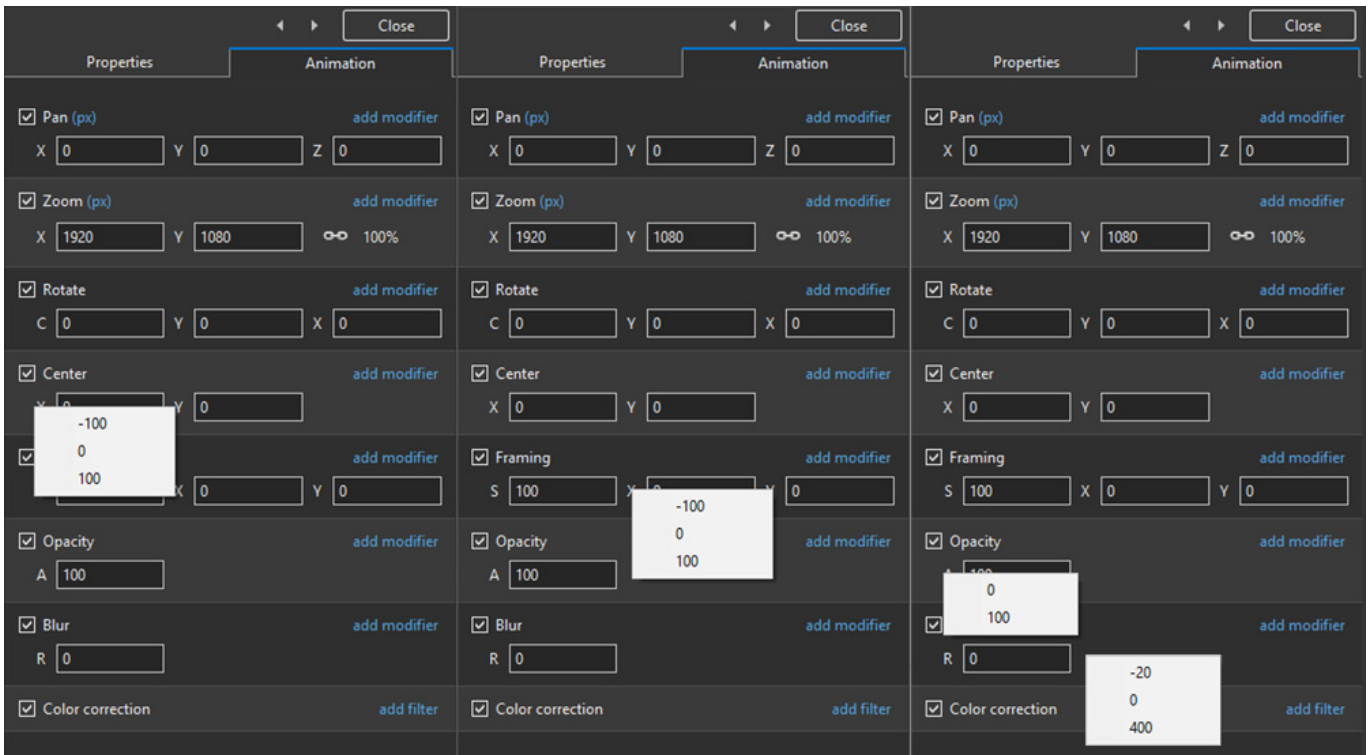 Close
Properties Animation
Pan (px) add modifier
X 0 Y 0 Z 0
Zoom (px) add modifier
X 1920 Y 1080 100%
Rotate add modifier
C 0 Y 0 X 0
Center add modifier
Y 0
-100
0
100
add modifier
X 0 Y 0
Opacity add modifier
A 100
Blur add modifier
R 0
Color correction add filter
Close
Properties Animation
Pan (px) add modifier
X 0 Y 0 Z 0
Zoom (px) add modifier
X 1920 Y 1080 100%
Rotate add modifier
C 0 Y 0 X 0
Center add modifier
X 0 Y 0
Framing add modifier
S 100 0
-100
0
100
Opacity add modifier
A 100
Blur add modifier
R 0
Color correction add filter
Close
Properties Animation
Pan (px) add modifier
X 0 Y 0 Z 0
Zoom (px) add modifier
X 1920 Y 1080 100%
Rotate add modifier
C 0 Y 0 X 0
Center add modifier
X 0 Y 0
Framing add modifier
S 100 X 0 Y 0
Opacity add modifier
0
100
add modifier
R 0
-20
0
400
Color correction add filter